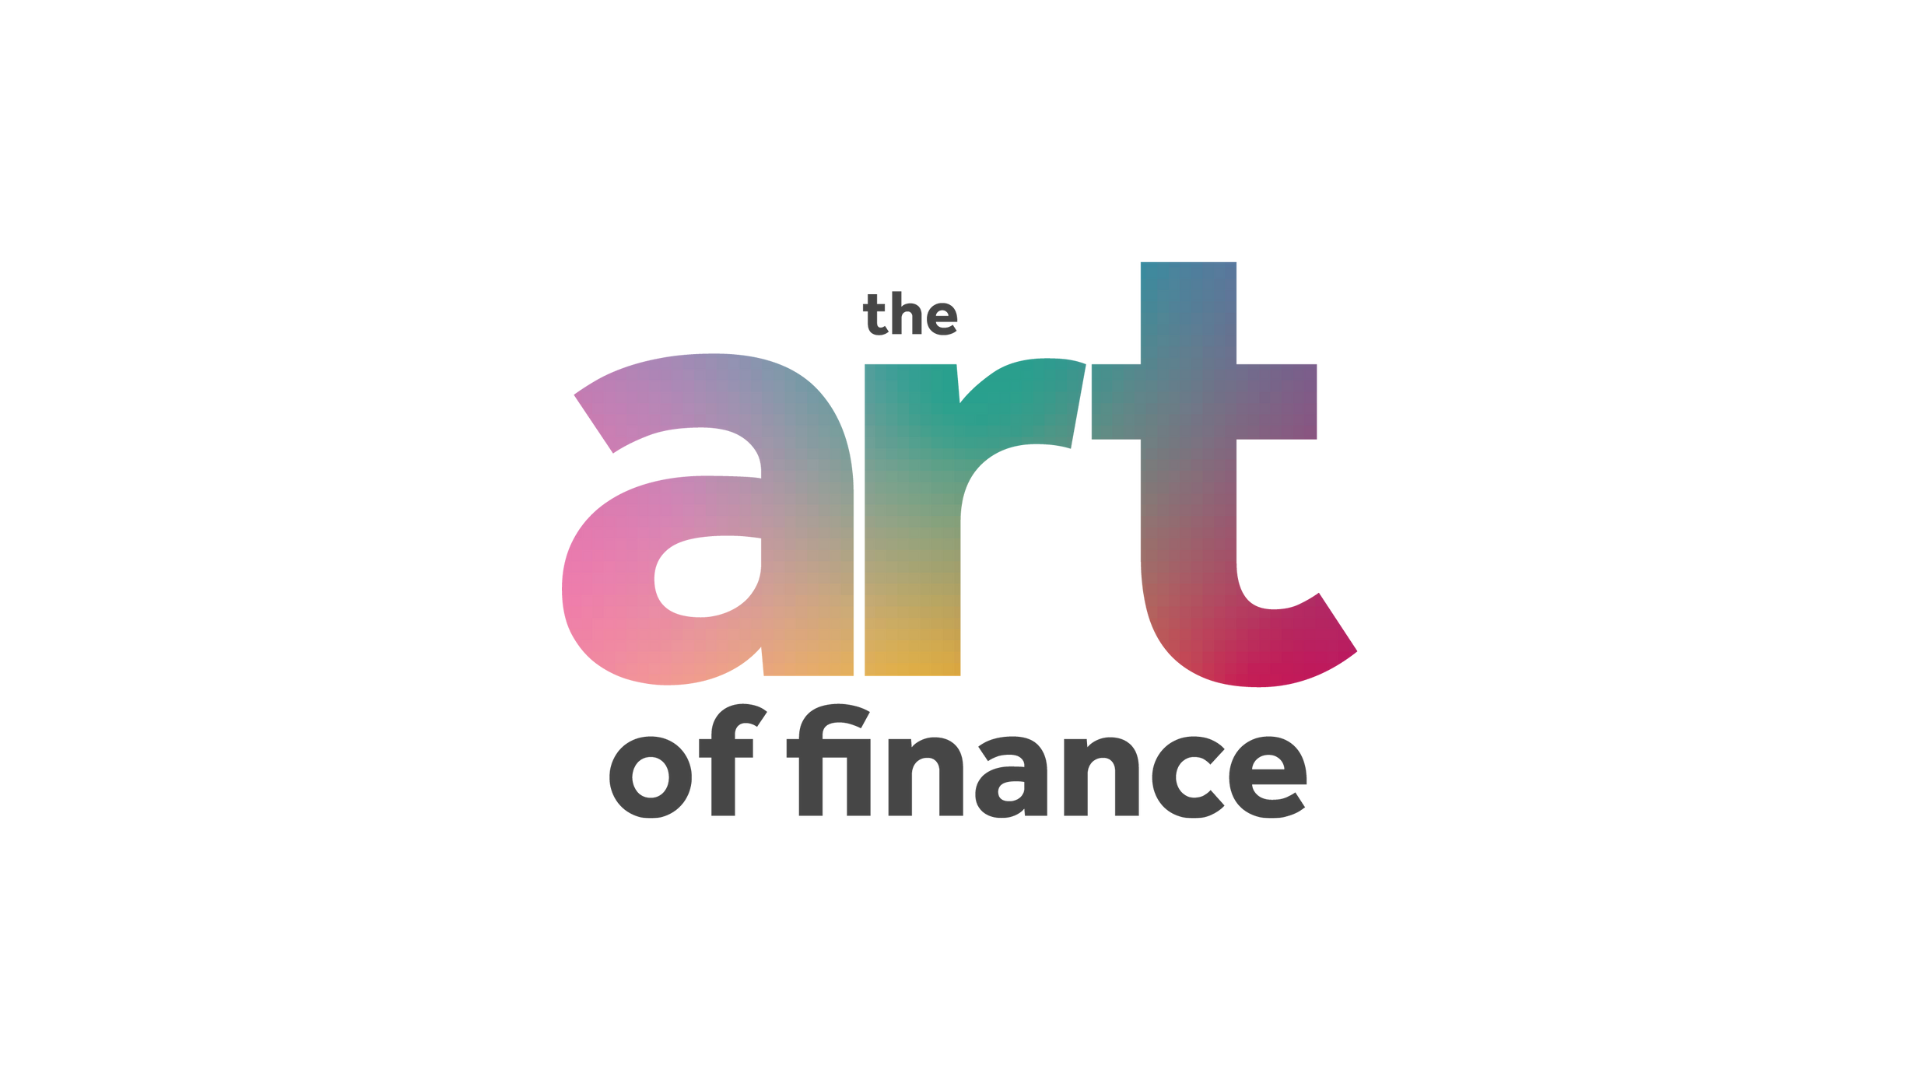 the
art
of finance